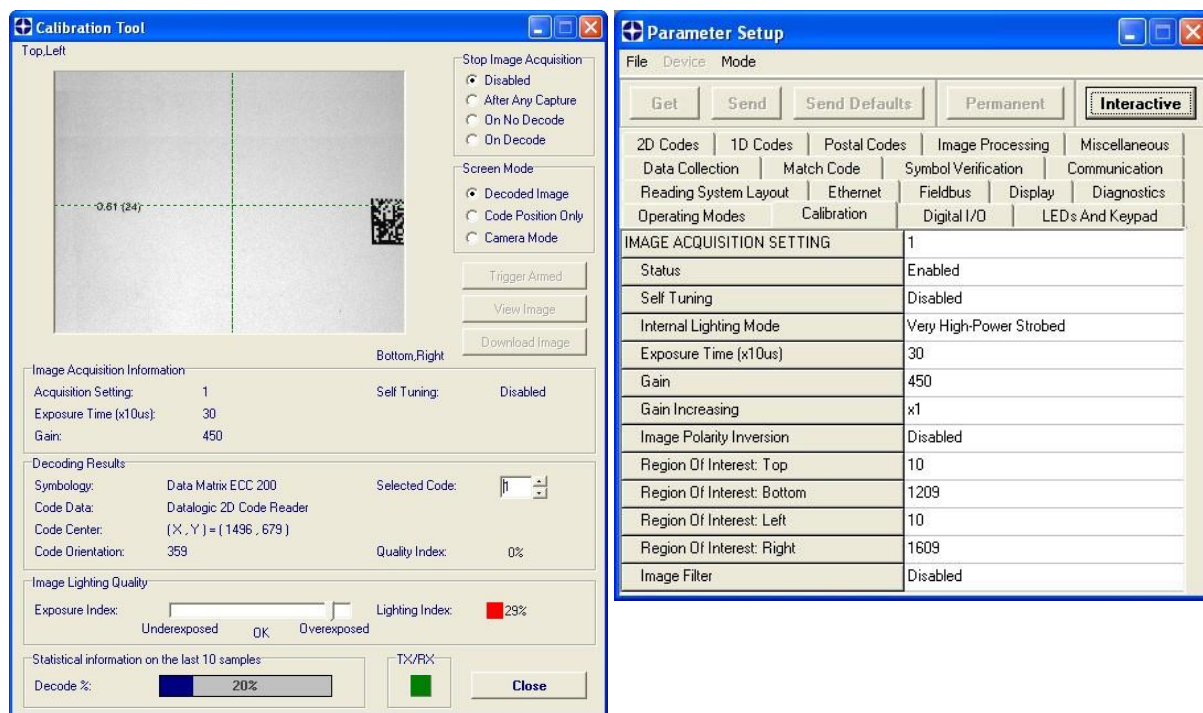 Calibration Tool
Top,Left
0.61 (24)
Bottom,Right
Stop Image Acquisition
Disabled
After Any Capture
On No Decode
On Decode
Screen Mode
Decoded Image
Code Position Only
Camera Mode
Trigger Armed
View Image
Download Image
Image Acquisition Information
Acquisition Setting: 1 Self Tuning: Disabled
Exposure Time (x10us): 30
Gain: 450
Decoding Results
Symbology: Data Matrix ECC 200 Selected Code: 1
Code Data: Datalogic 2D Code Reader
Code Center: (X,Y) = (1496,679)
Code Orientation: 359 Quality Index: 0%
Image Lighting Quality
Exposure Index: Lighting Index: 29%
Underexposed OK Overexposed
Statistical information on the last 10 samples TX/RX
Decode %: 20% Close
Parameter Setup
File Device Mode
Get Send Send Defaults Permanent Interactive
2D Codes 1D Codes Postal Codes Image Processing Miscellaneous
Data Collection Match Code Symbol Verification Communication
Reading System Layout Ethernet Fieldbus Display Diagnostics
Operating Modes Calibration Digital I/O LEDs And Keypad
IMAGE ACQUISITION SETTING 1
Status Enabled
Self Tuning Disabled
Internal Lighting Mode Very High-Power Strobed
Exposure Time (x10us) 30
Gain 450
Gain Increasing x1
Image Polarity Inversion Disabled
Region Of Interest: Top 10
Region Of Interest: Bottom 1209
Region Of Interest: Left 10
Region Of Interest: Right 1609
Image Filter Disabled